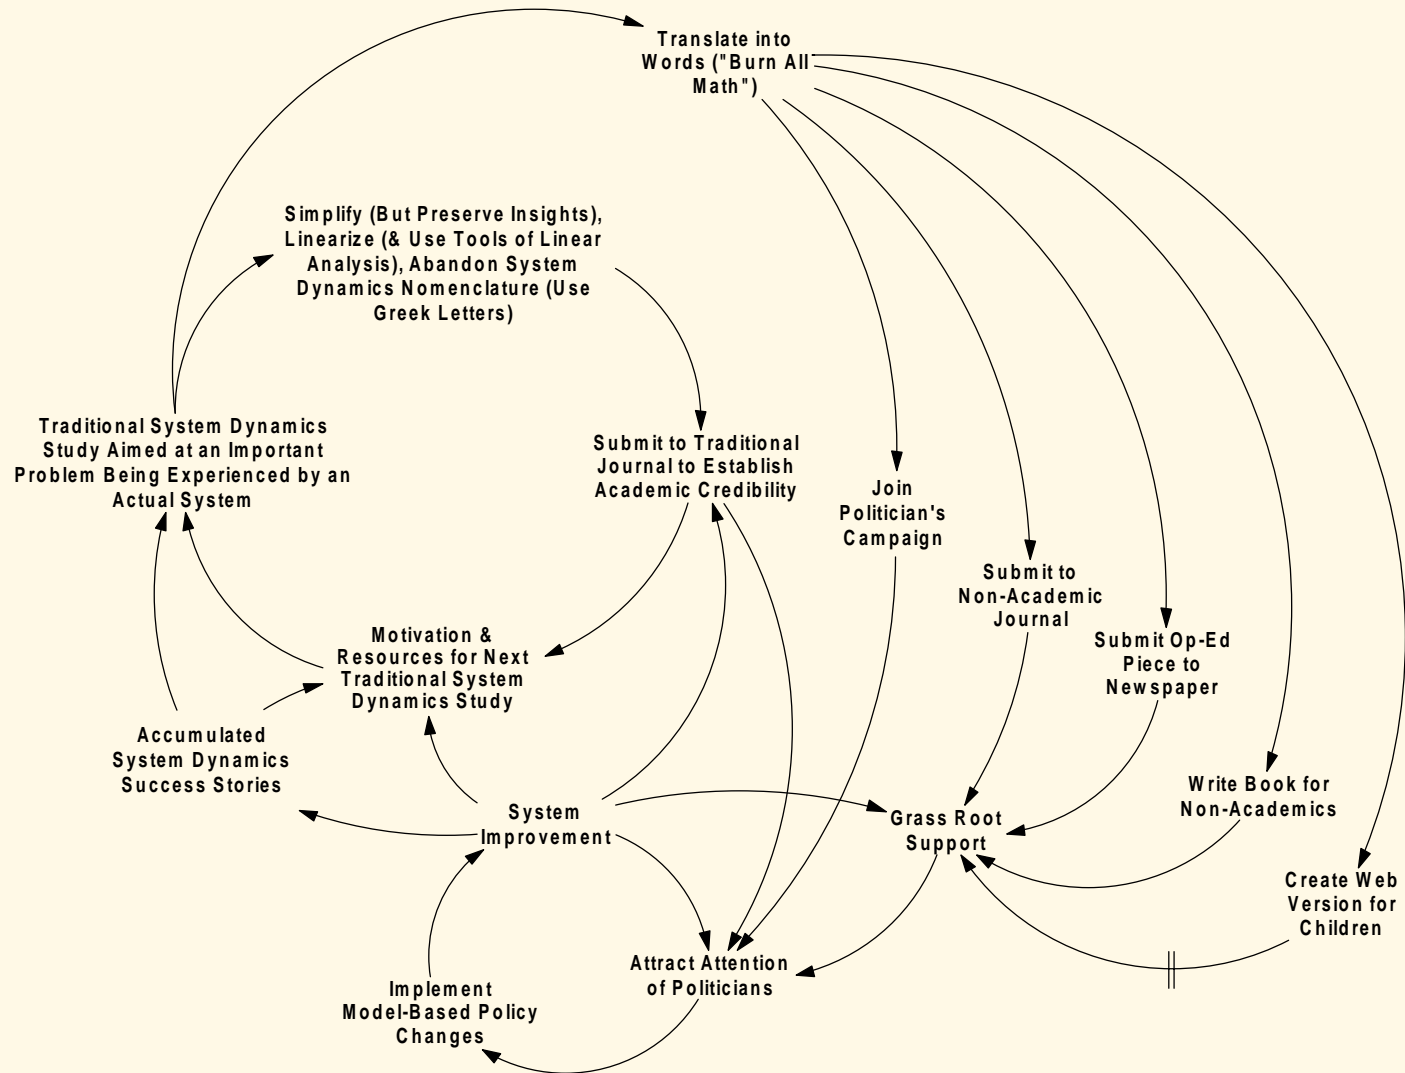 Translate into
Words ("Burn All
Math")
Simplify (But Preserve Insights),
Linearize (& Use Tools of Linear
Analysis), Abandon System
Dynamics Nomenclature (Use
Greek Letters)
Traditional System Dynamics
Study Aimed at an Important
Problem Being Experienced by an
Actual System
Submit to Traditional
Journal to Establish
Academic Credibility
Join
Politician's
Campaign
Submit to
Non-Academic
Journal
Submit Op-Ed
Piece to
Newspaper
Motivation &
Resources for Next
Traditional System
Dynamics Study
Accumulated
System Dynamics
Success Stories
System
Improvement
Grass Root
Support
Write Book for
Non-Academics
Create Web
Version for
Children
Attract Attention
of Politicians
Implement
Model-Based Policy
Changes